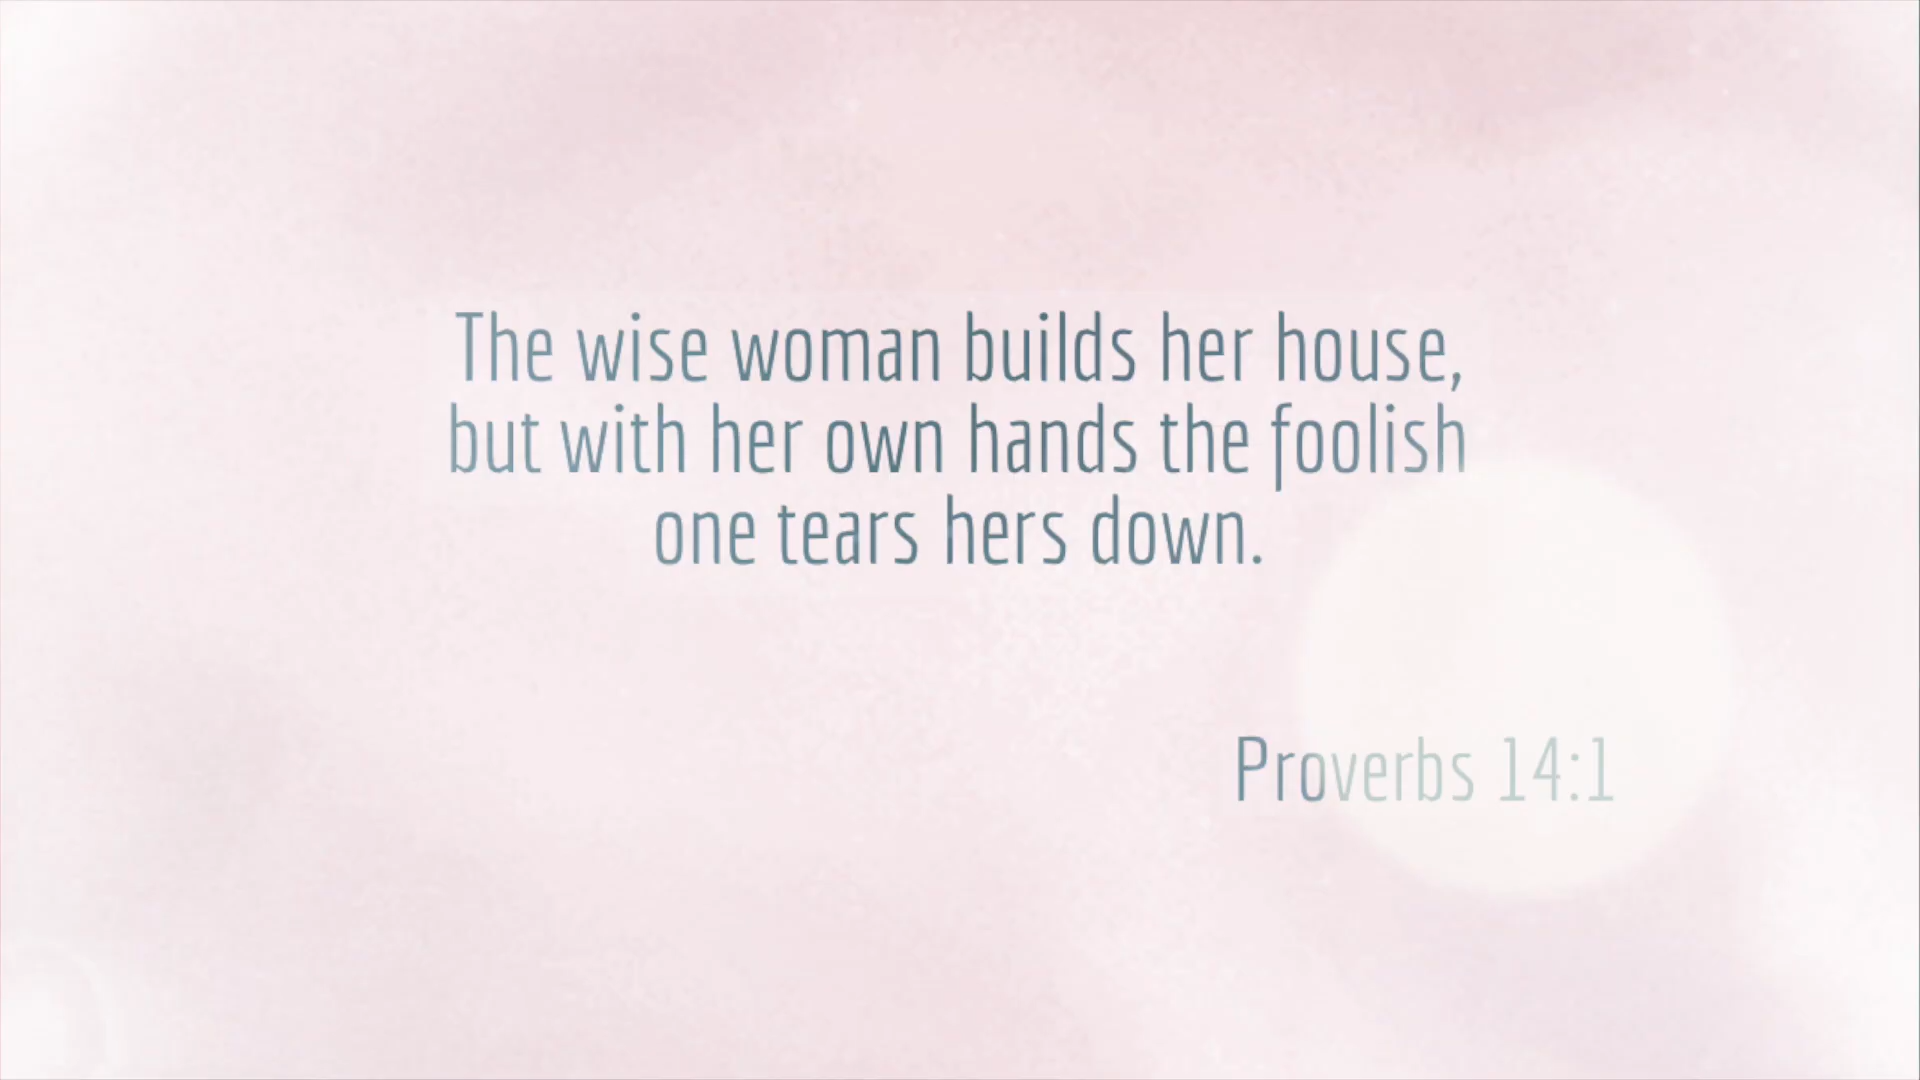 The wise woman builds her house,
but with her own hands the foolish
one tears hers down.
Proverbs 14:1